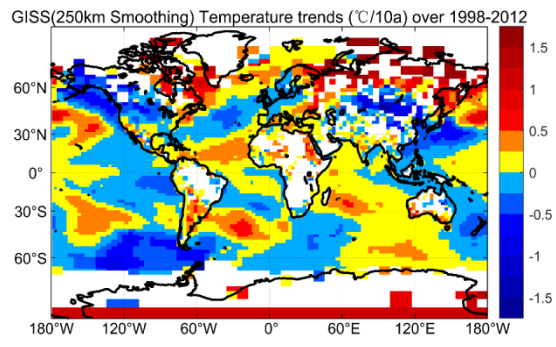 GISS(250km Smoothing) Temperature trends (℃/10a) over 1998-2012
60°N
30°N
0°
30°S
60°S
180°W 120°W 60°W 0° 60°E 120°E 180°W
1.5
1
0.5
0
-0.5
-1
-1.5